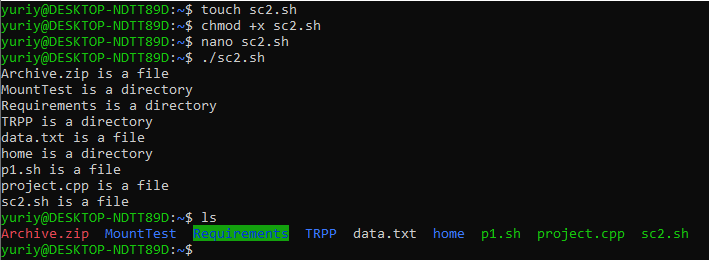 yuriy@DESKTOP-NDTT89D:~$ touch sc2.sh
yuriy@DESKTOP-NDTT89D:~$ chmod +x sc2.sh
yuriy@DESKTOP-NDTT89D:~$ nano sc2.sh
yuriy@DESKTOP-NDTT89D:~$ ./sc2.sh
Archive.zip is a file
MountTest is a directory
Requirements is a directory
TRPP is a directory
data.txt is a file
home is a directory
p1.sh is a file
project.cpp is a file
sc2.sh is a file
yuriy@DESKTOP-NDTT89D:~$ ls
Archive.zip  MountTest  Requirements  TRPP  data.txt  home  p1.sh  project.cpp  sc2.sh
yuriy@DESKTOP-NDTT89D:~$